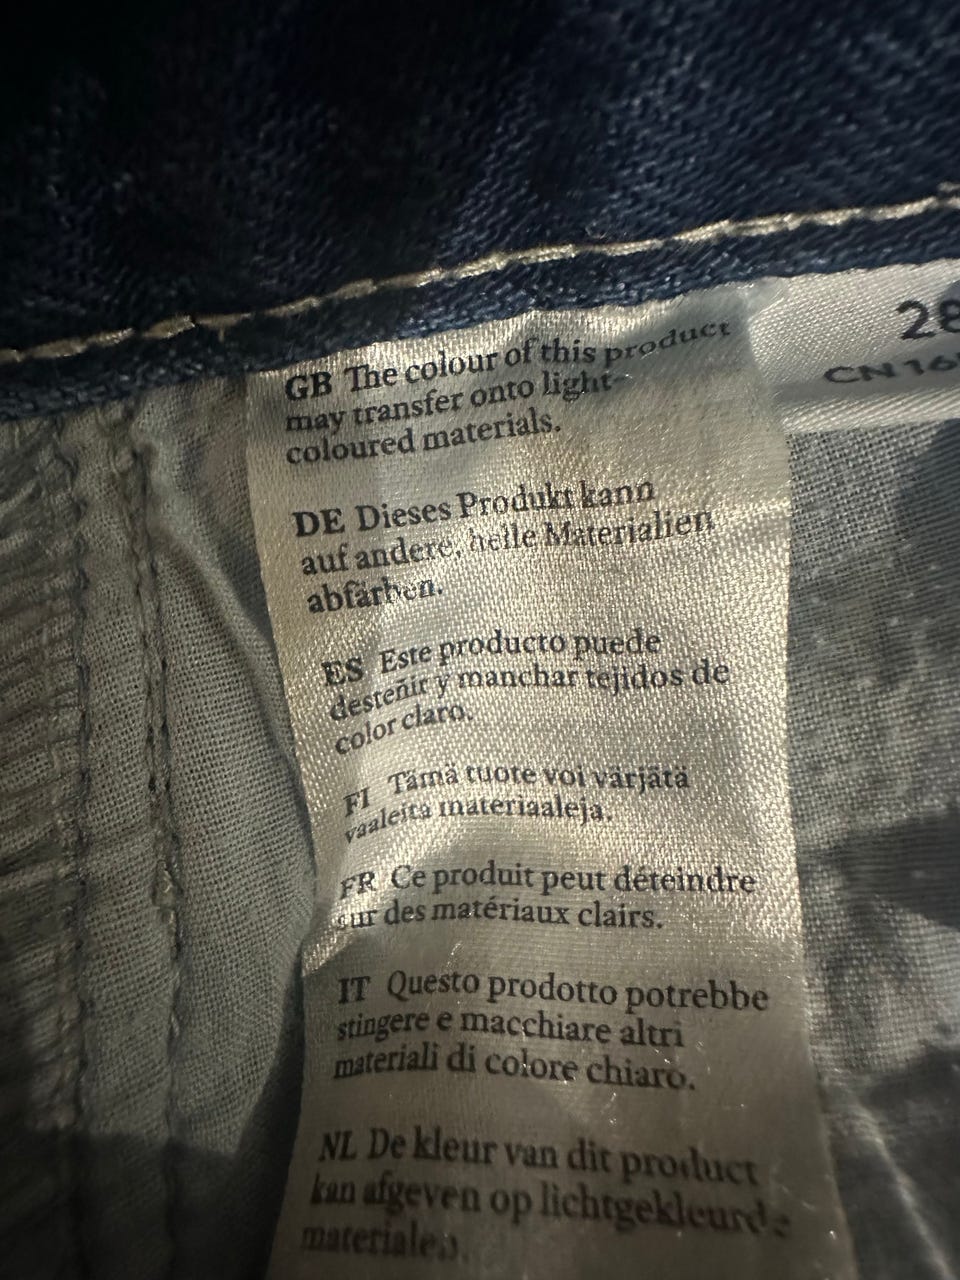 28
CN 16
GB The colour of this product
may transfer onto light-
coloured materials.
DE Dieses Produkt kann
auf andere, helle Materialien
abfärben.
ES Este producto puede
desteñir y manchar tejidos de
color claro.
FI Tämä tuote voi värjätä
vaaleita materiaaleja.
FR Ce produit peut déteindre
sur des matériaux clairs.
IT Questo prodotto potrebbe
stingere e macchiare altri
materiali di colore chiaro.
NL De kleur van dit product
kan afgeven op lichtgekleurde
materialen.